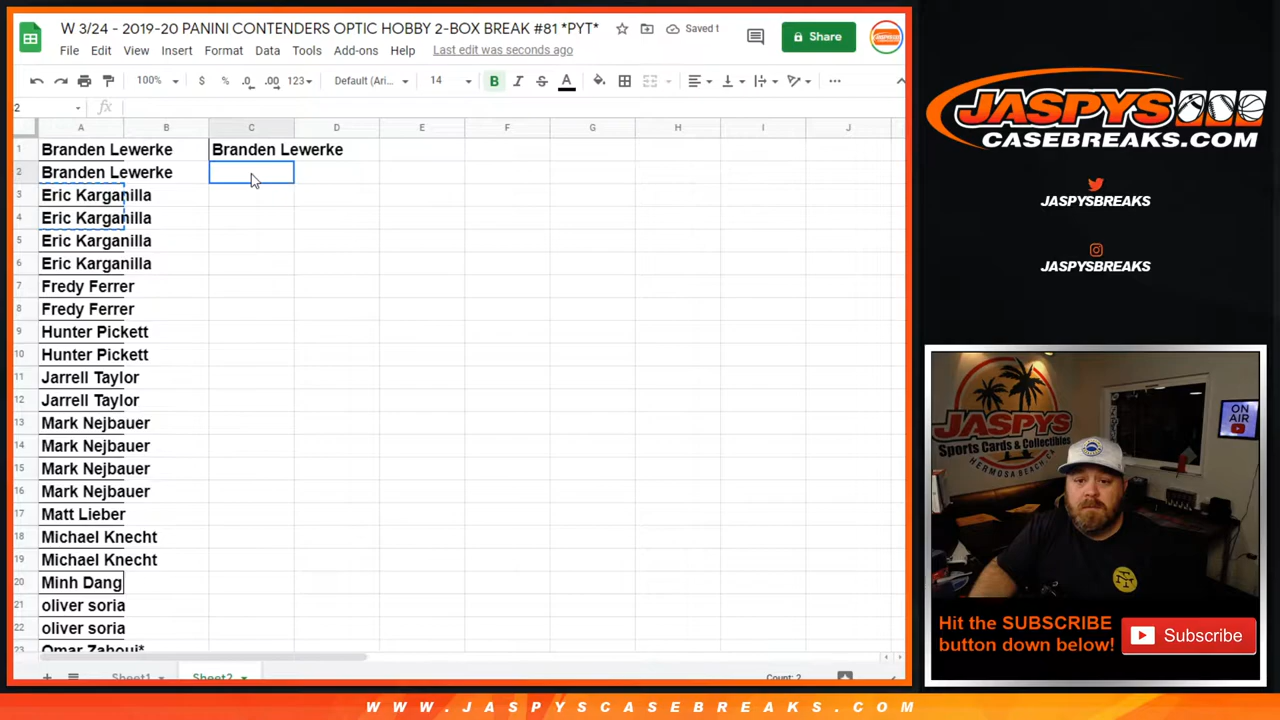 W 3/24 - 2019-20 PANINI CONTENDERS OPTIC HOBBY 2-BOX BREAK #81 *PYT*
Saved 1
Share
File Edit View Insert Format Data Tools Add-ons Help Last edit was seconds ago
100% $ % .0 .00 123 Default (Ari... 14 B I S A
2 fx
A B C D E F G H I J
1 Branden Lewerke Branden Lewerke
2 Branden Lewerke
3 Eric Karganilla
4 Eric Karganilla
5 Eric Karganilla
6 Eric Karganilla
7 Fredy Ferrer
8 Fredy Ferrer
9 Hunter Pickett
10 Hunter Pickett
11 Jarrell Taylor
12 Jarrell Taylor
13 Mark Nejbauer
14 Mark Nejbauer
15 Mark Nejbauer
16 Mark Nejbauer
17 Matt Lieber
18 Michael Knecht
19 Michael Knecht
20 Minh Dang
21 oliver soria
22 oliver soria
23 Omar Zahoui*
Sheet1 Sheet2 Count: 2
JASPYS
CASEBREAKS.COM
JASPYSBREAKS
JASPYSBREAKS
JASPYS
Sports Cards & Collectibles
HERMOSA BEACH, CA
ON
AIR
Hit the SUBSCRIBE
button down below!
Subscribe
WWW.JASPYSCASEBREAKS.COM